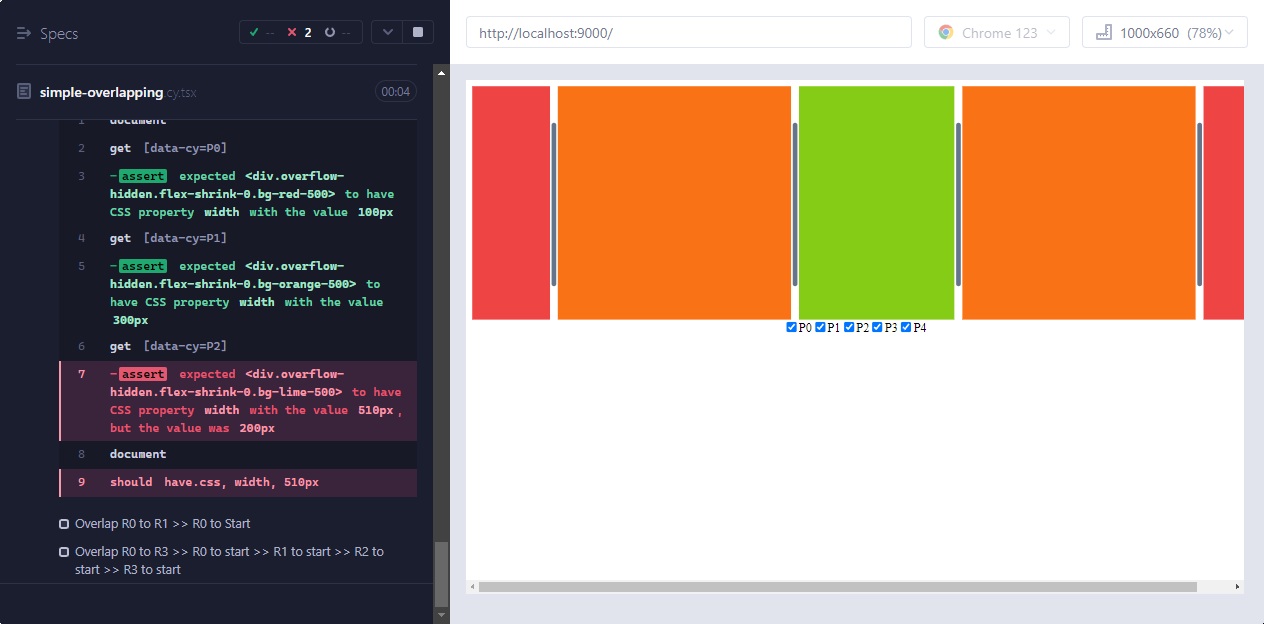 Specs
-- 2 --
http://localhost:9000/
Chrome 123
1000x660 (78%)
simple-overlapping.cy.tsx
00:04
1 document
2 get [data-cy=P0]
3 -assert expected <div.overflow-
hidden.flex-shrink-0.bg-red-500> to have
CSS property width with the value 100px
4 get [data-cy=P1]
5 -assert expected <div.overflow-
hidden.flex-shrink-0.bg-orange-500> to
have CSS property width with the value
300px
6 get [data-cy=P2]
7 -assert expected <div.overflow-
hidden.flex-shrink-0.bg-lime-500> to have
CSS property width with the value 510px,
but the value was 200px
8 document
9 should have.css, width, 510px
Overlap R0 to R1 >> R0 to Start
Overlap R0 to R3 >> R0 to start >> R1 to start >> R2 to
start >> R3 to start
P0 P1 P2 P3 P4